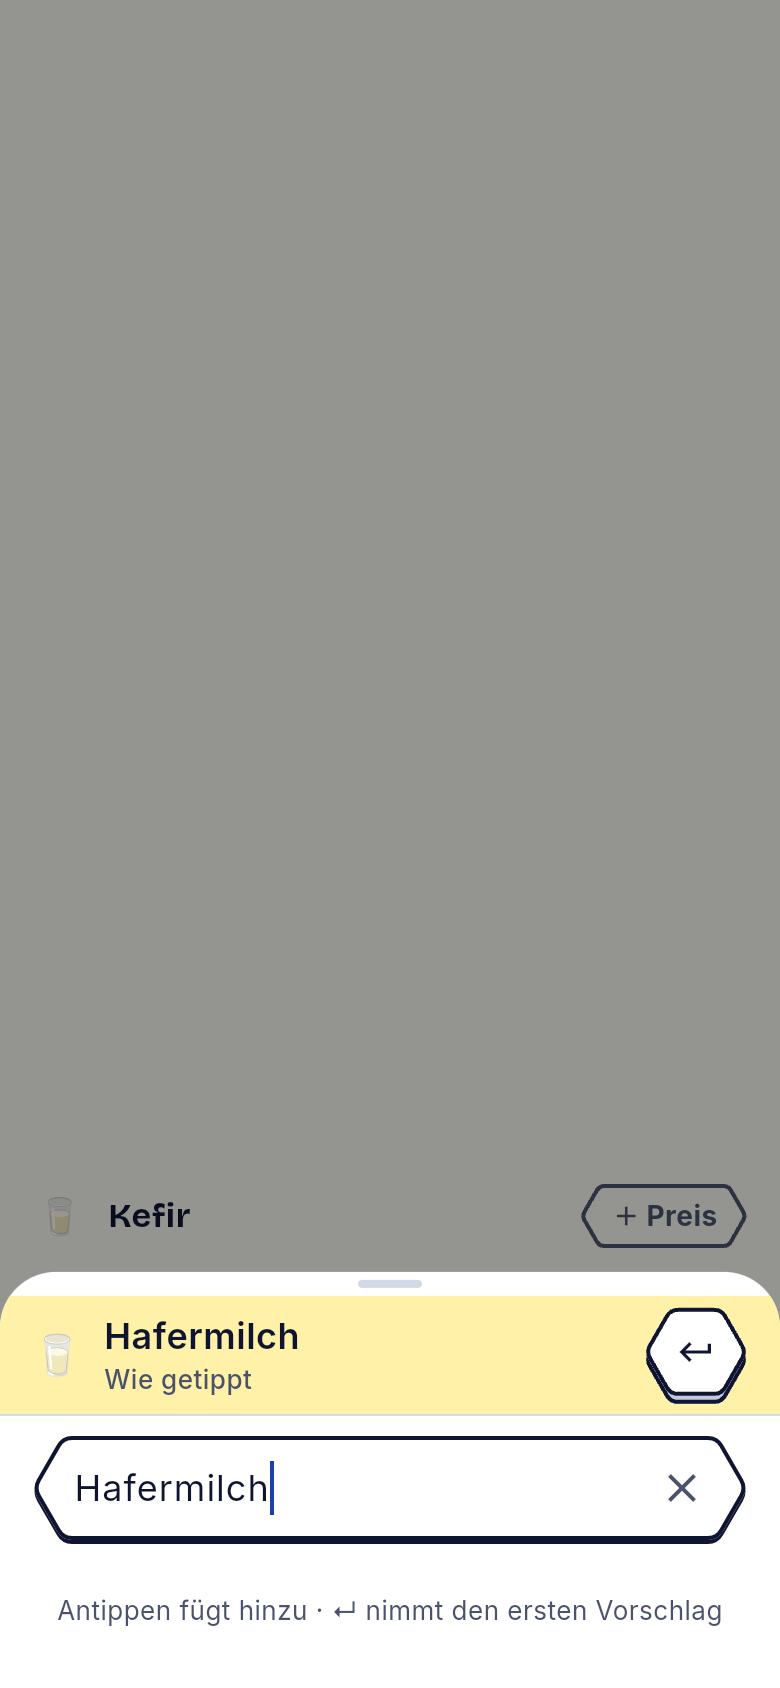 Kefir
+ Preis
Hafermilch
Wie getippt
Hafermilch
Antippen fügt hinzu · ↵ nimmt den ersten Vorschlag